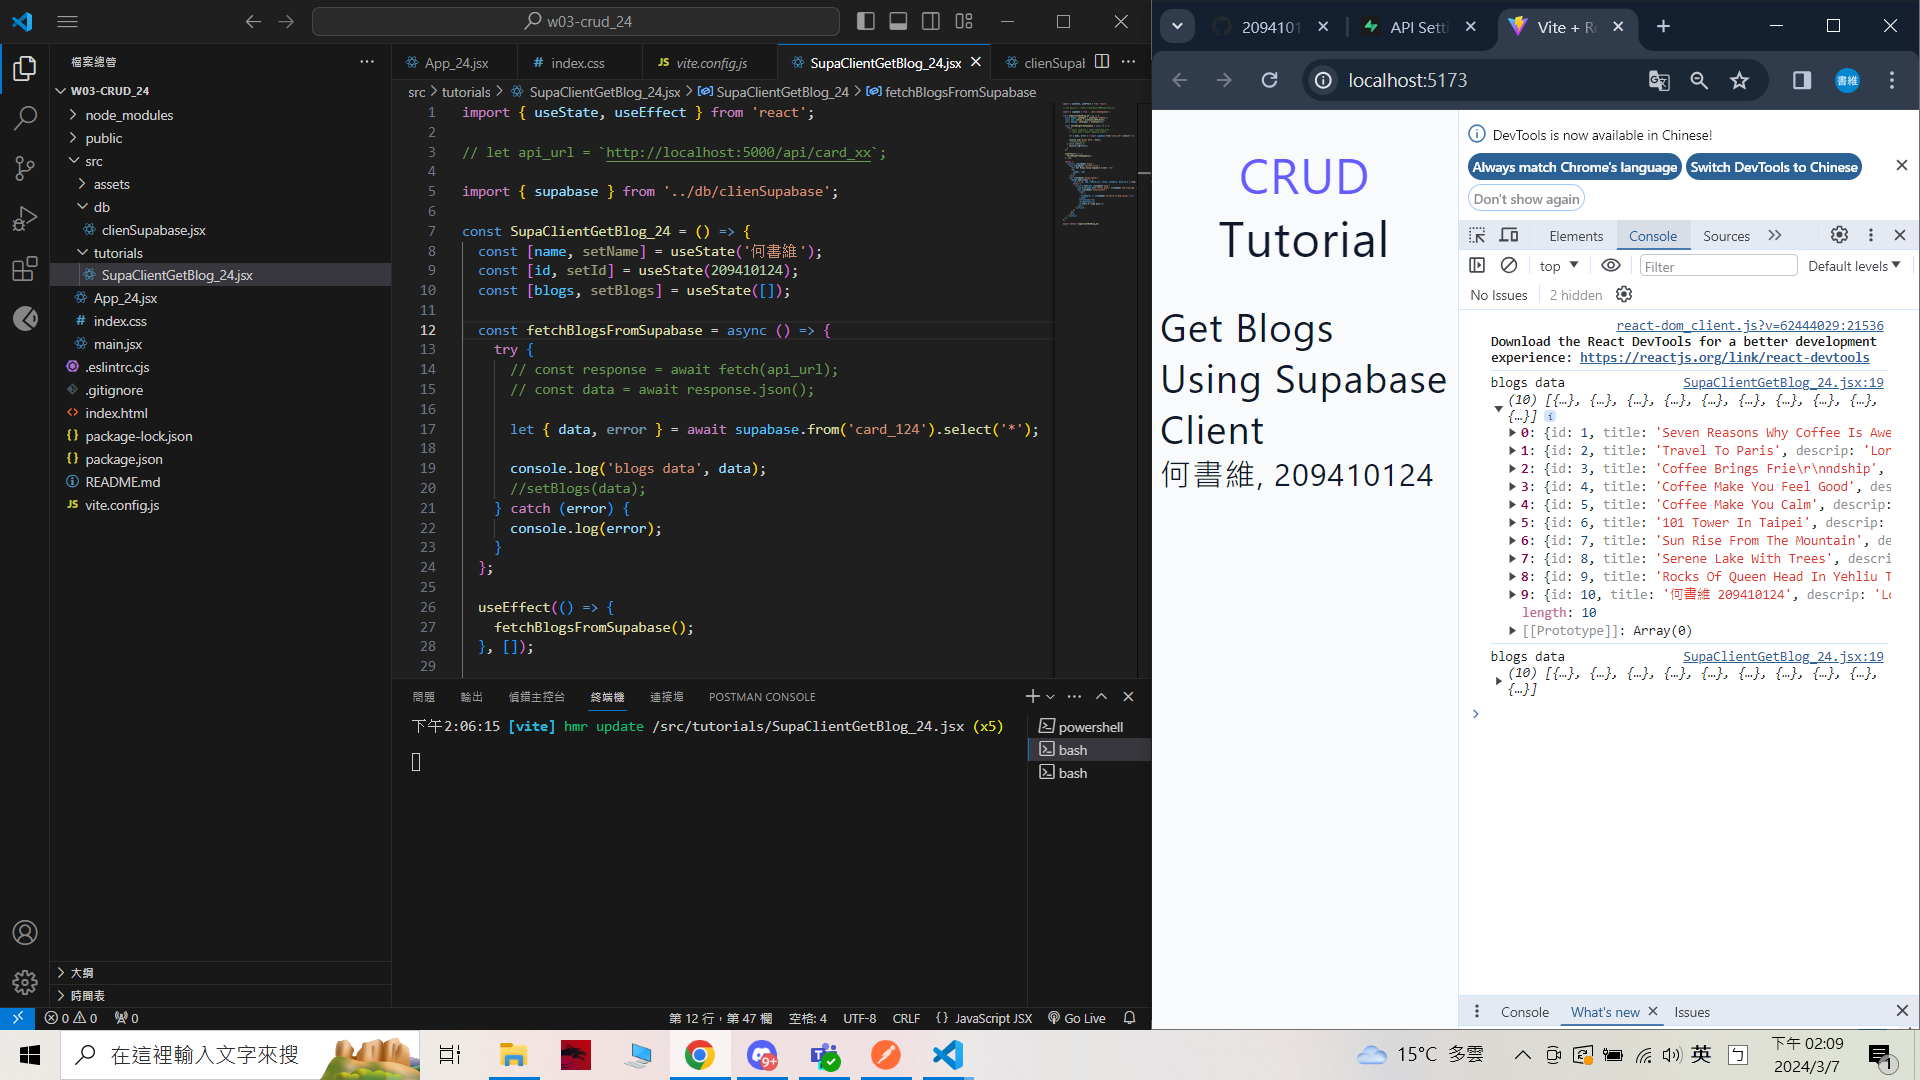 w03-crud_24
檔案總管
W03-CRUD_24
node_modules
public
src
assets
db
clienSupabase.jsx
tutorials
SupaClientGetBlog_24.jsx
App_24.jsx
index.css
main.jsx
.eslintrc.cjs
.gitignore
index.html
package-lock.json
package.json
README.md
vite.config.js
大綱
時間表
App_24.jsx
index.css
vite.config.js
SupaClientGetBlog_24.jsx
clienSupab
src > tutorials > SupaClientGetBlog_24.jsx > SupaClientGetBlog_24 > fetchBlogsFromSupabase
1 import { useState, useEffect } from 'react';
2
3 // let api_url = `http://localhost:5000/api/card_xx`;
4
5 import { supabase } from '../db/clienSupabase';
6
7 const SupaClientGetBlog_24 = () => {
8 const [name, setName] = useState('何書維');
9 const [id, setId] = useState(209410124);
10 const [blogs, setBlogs] = useState([]);
11
12 const fetchBlogsFromSupabase = async () => {
13 try {
14 // const response = await fetch(api_url);
15 // const data = await response.json();
16
17 let { data, error } = await supabase.from('card_124').select('*');
18
19 console.log('blogs data', data);
20 //setBlogs(data);
21 } catch (error) {
22 console.log(error);
23 }
24 };
25
26 useEffect(() => {
27 fetchBlogsFromSupabase();
28 }, []);
29
問題 輸出 偵錯主控台 終端機 連接埠 POSTMAN CONSOLE
下午2:06:15 [vite] hmr update /src/tutorials/SupaClientGetBlog_24.jsx (x5)
powershell
bash
bash
0 0 0 第 12 行，第 47 欄 空格: 4 UTF-8 CRLF {} JavaScript JSX Go Live
2094101
API Setti
Vite + Re
localhost:5173
書維
CRUD
Tutorial
Get Blogs
Using Supabase
Client
何書維, 209410124
DevTools is now available in Chinese!
Always match Chrome's language
Switch DevTools to Chinese
Don't show again
Elements Console Sources
top Filter Default levels
No Issues 2 hidden
react-dom_client.js?v=62444029:21536
Download the React DevTools for a better development
experience: https://reactjs.org/link/react-devtools
blogs data SupaClientGetBlog_24.jsx:19
(10) [{…}, {…}, {…}, {…}, {…}, {…}, {…}, {…}, {…},
{…}] i
0: {id: 1, title: 'Seven Reasons Why Coffee Is Awe
1: {id: 2, title: 'Travel To Paris', descrip: 'Lor
2: {id: 3, title: 'Coffee Brings Frie\r\nndship',
3: {id: 4, title: 'Coffee Make You Feel Good', des
4: {id: 5, title: 'Coffee Make You Calm', descrip:
5: {id: 6, title: '101 Tower In Taipei', descrip:
6: {id: 7, title: 'Sun Rise From The Mountain', de
7: {id: 8, title: 'Serene Lake With Trees', descri
8: {id: 9, title: 'Rocks Of Queen Head In Yehliu T
9: {id: 10, title: '何書維 209410124', descrip: 'Lo
length: 10
[[Prototype]]: Array(0)
blogs data SupaClientGetBlog_24.jsx:19
(10) [{…}, {…}, {…}, {…}, {…}, {…}, {…}, {…}, {…},
{…}]
Console What's new Issues
在這裡輸入文字來搜
9+
15°C 多雲
英
ㄅ
下午 02:09
2024/3/7
1